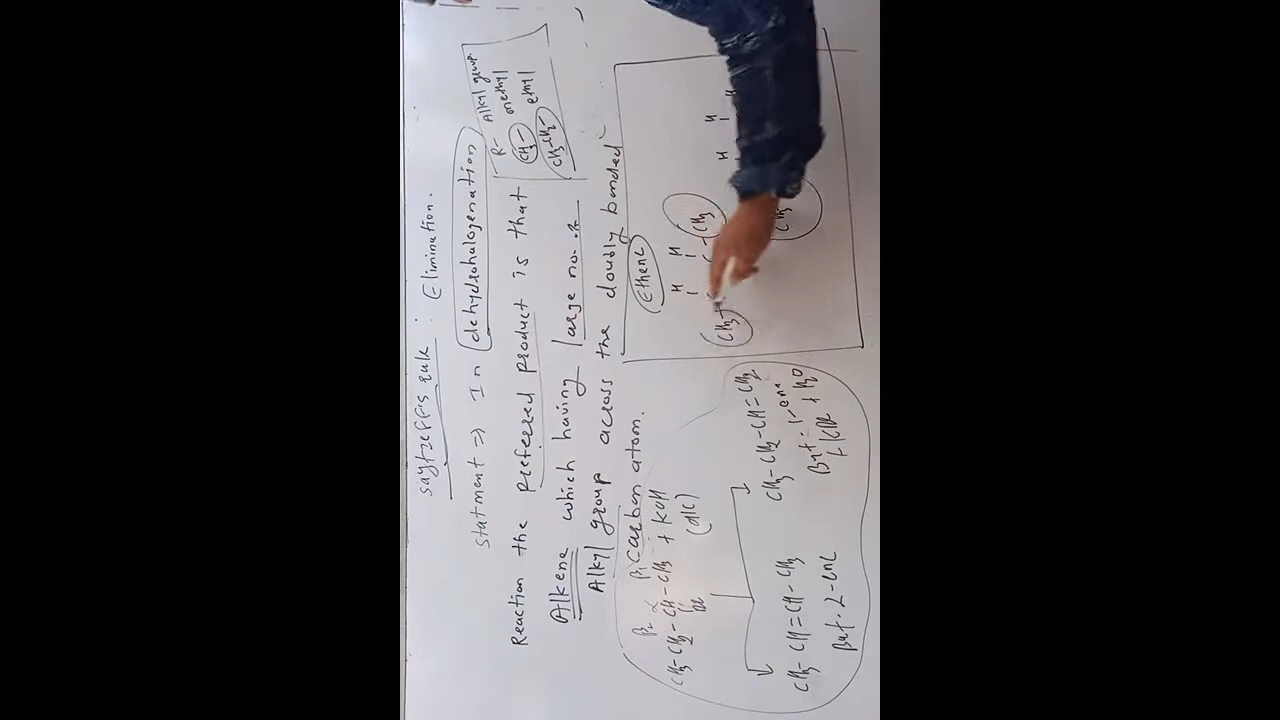 saytzeff's rule : Elimination.
Statment ⇒ In dehydrohalogenation
Reaction the preferred product is that
Alkene which having large no. of
Alkyl group across the doubly bonded
carbon atom.
R- Alkyl group.
CH3- methyl
CH3-CH2- ethyl
β2 α β1
CH3-CH2-CH-CH3 + KOH
Br (alc)
CH3-CH=CH-CH3
But-2-ene
CH3-CH2-CH=CH2
But-1-ene
+ KBr + H2O
Ethene
H H
CH3- C -CH3
H H
CH3